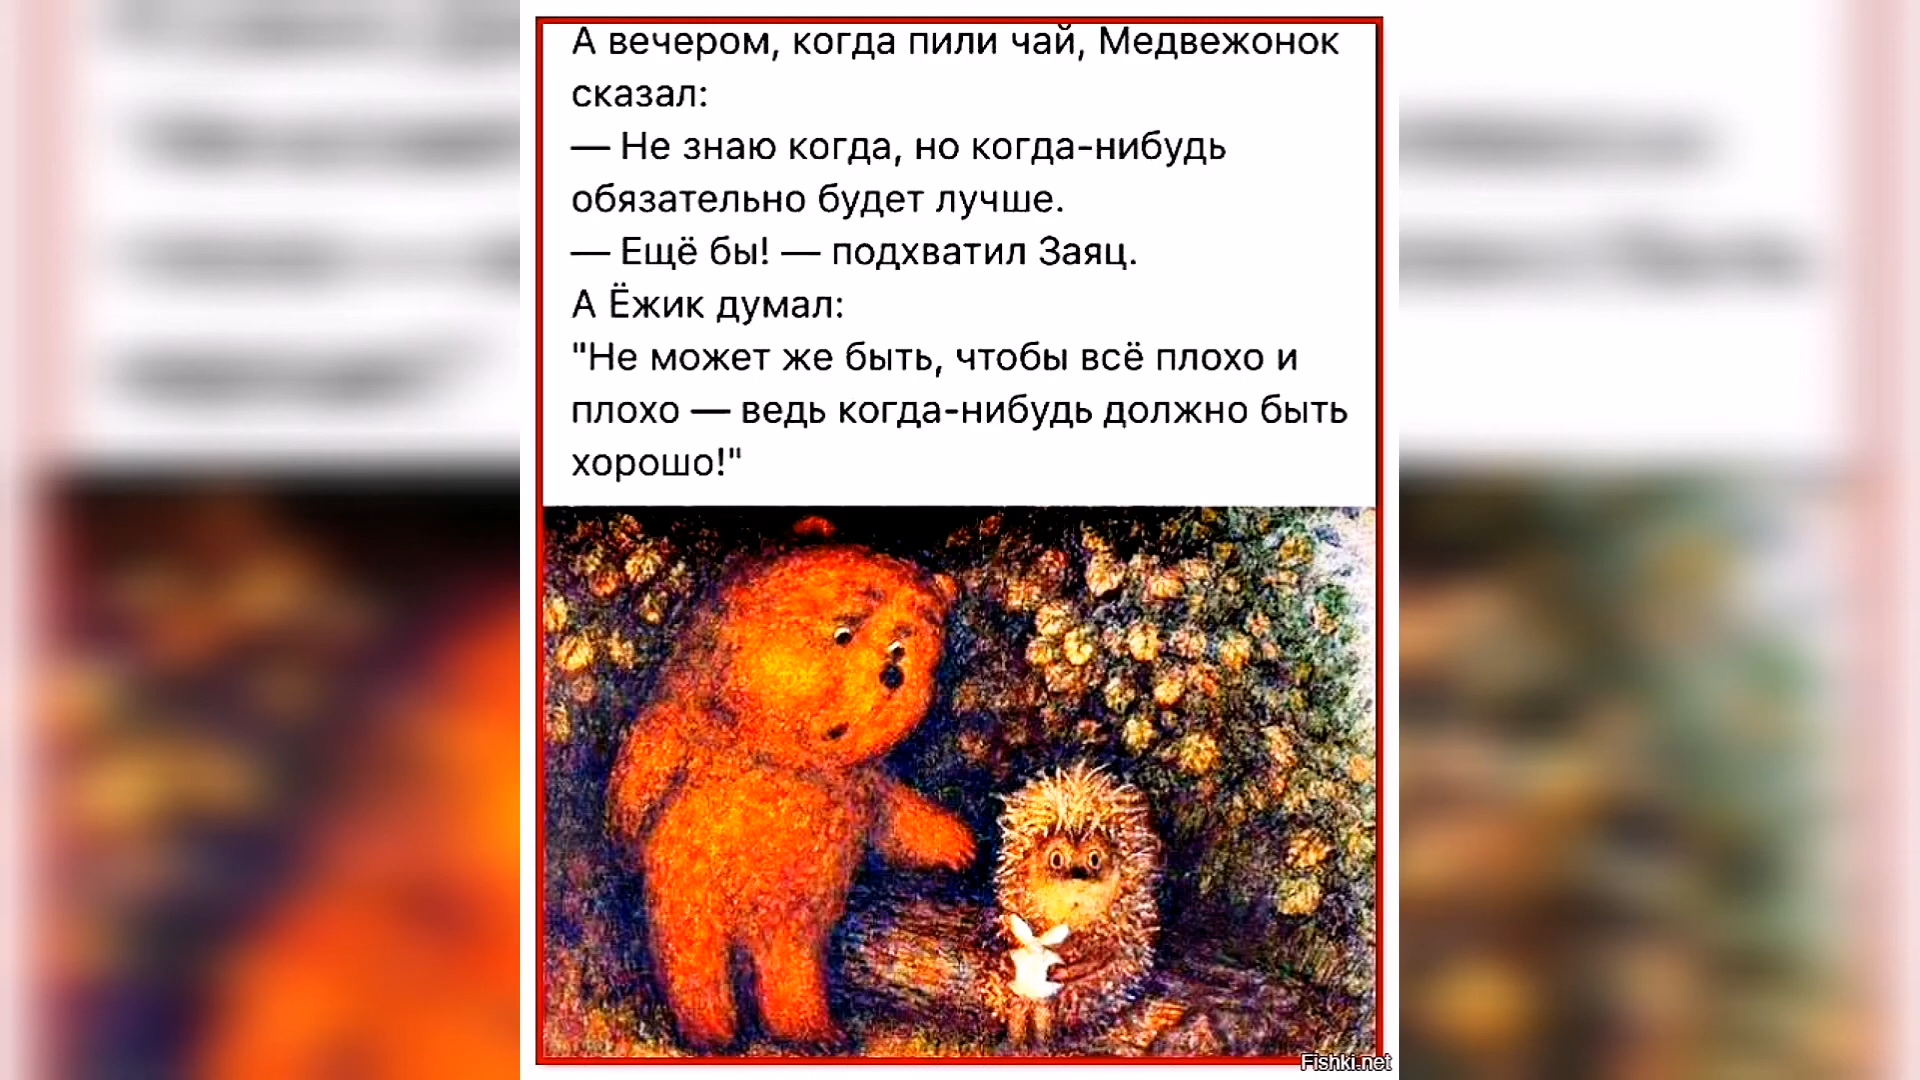 А вечером, когда пили чай, Медвежонок
сказал:
— Не знаю когда, но когда-нибудь
обязательно будет лучше.
— Ещё бы! — подхватил Заяц.
А Ёжик думал:
"Не может же быть, чтобы всё плохо и
плохо — ведь когда-нибудь должно быть
хорошо!"
Fishki.net